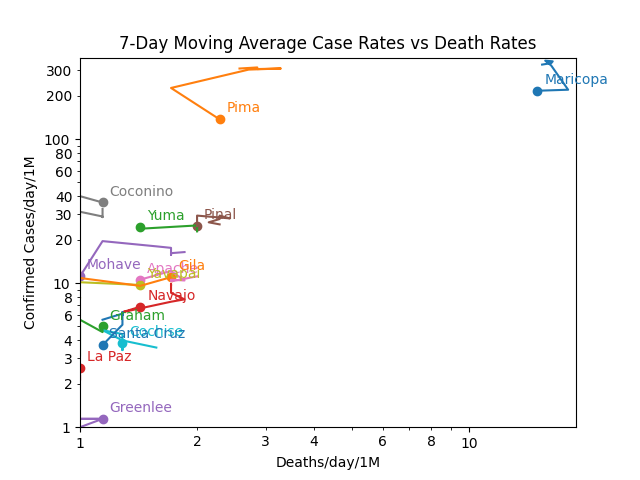 7-Day Moving Average Case Rates vs Death Rates
Confirmed Cases/day/1M
300
200
100
80
60
40
30
20
10
8
6
4
3
2
1
Maricopa
Pima
Coconino
Yuma
Pinal
Mohave
Gila
Apache
Yavapai
Navajo
Graham
Cochise
Santa Cruz
La Paz
Greenlee
1 2 3 4 6 8 10
Deaths/day/1M